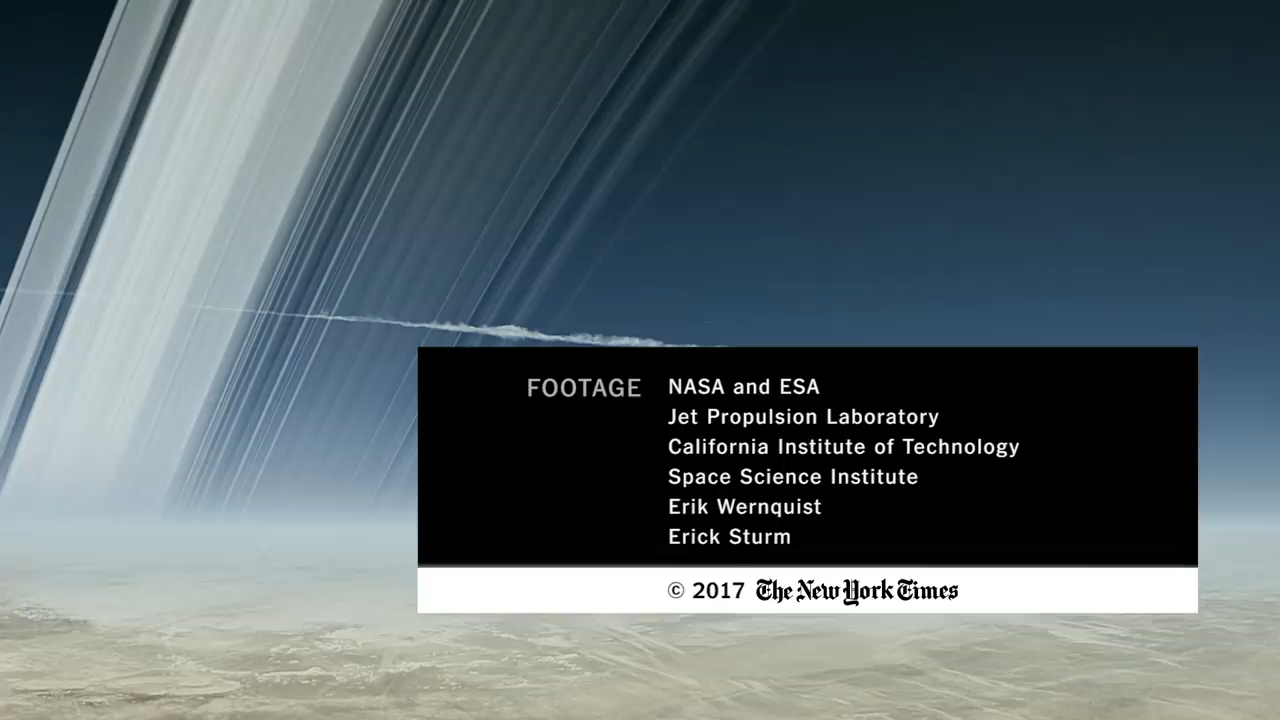 FOOTAGE NASA and ESA
Jet Propulsion Laboratory
California Institute of Technology
Space Science Institute
Erik Wernquist
Erick Sturm
© 2017 The New York Times